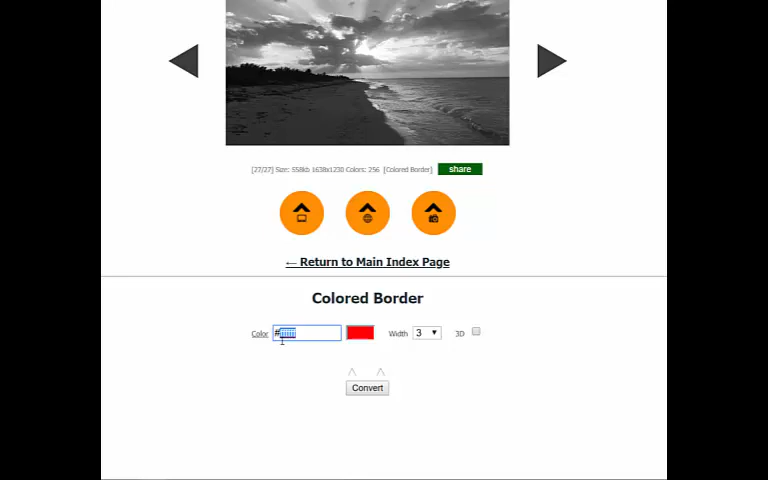 [27/27] Size: 558kb 1638x1230 Colors: 256 [Colored Border]
share
← Return to Main Index Page
Colored Border
Color # Width 3 3D
Convert